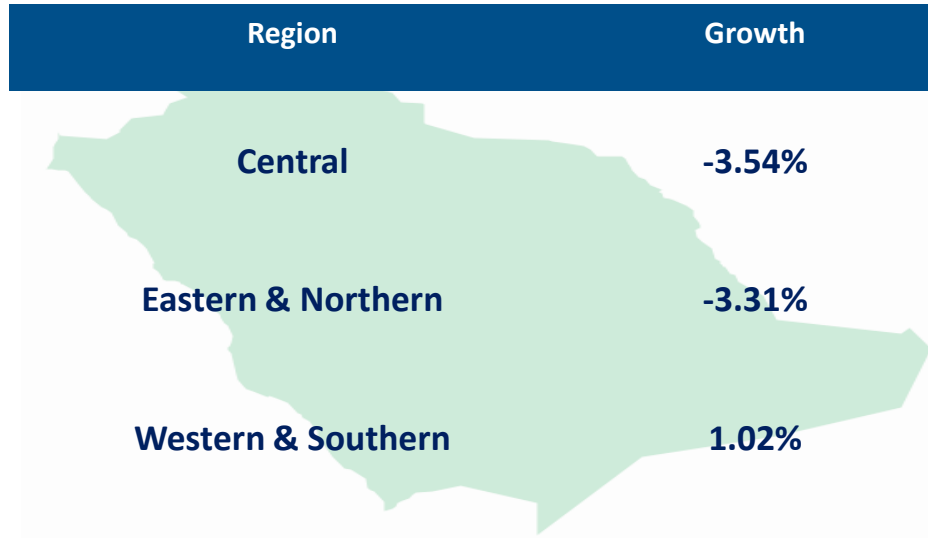 Region Growth
Central -3.54%
Eastern & Northern -3.31%
Western & Southern 1.02%